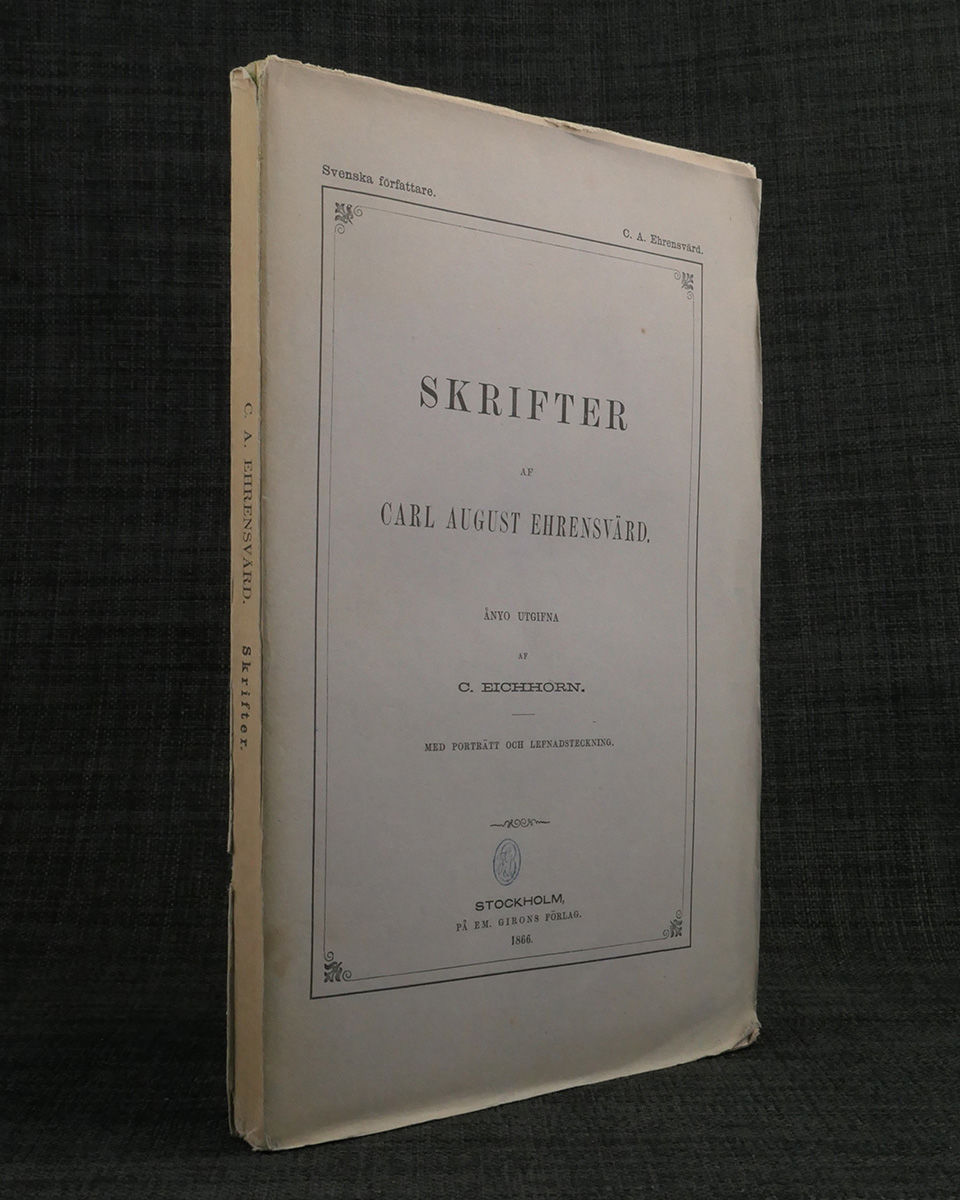 Svenska författare.
C. A. Ehrensvärd.
SKRIFTER
AF
CARL AUGUST EHRENSVÄRD.
ÅNYO UTGIFNA
AF
C. EICHHORN.
MED PORTRÄTT OCH LEFNADSTECKNING.
STOCKHOLM,
PÅ EM. GIRONS FÖRLAG.
1866.
C. A. EHRENSVÄRD. Skrifter.